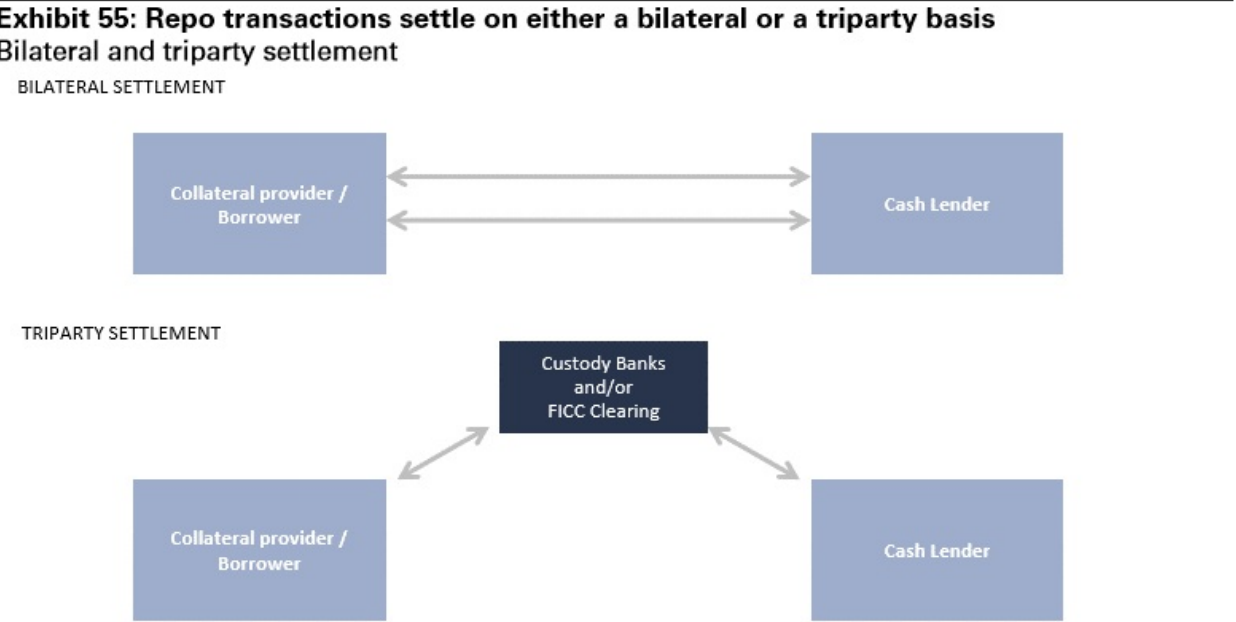 Exhibit 55: Repo transactions settle on either a bilateral or a triparty basis
Bilateral and triparty settlement
BILATERAL SETTLEMENT
Collateral provider /
Borrower
Cash Lender
TRIPARTY SETTLEMENT
Custody Banks
and/or
FICC Clearing
Collateral provider /
Borrower
Cash Lender